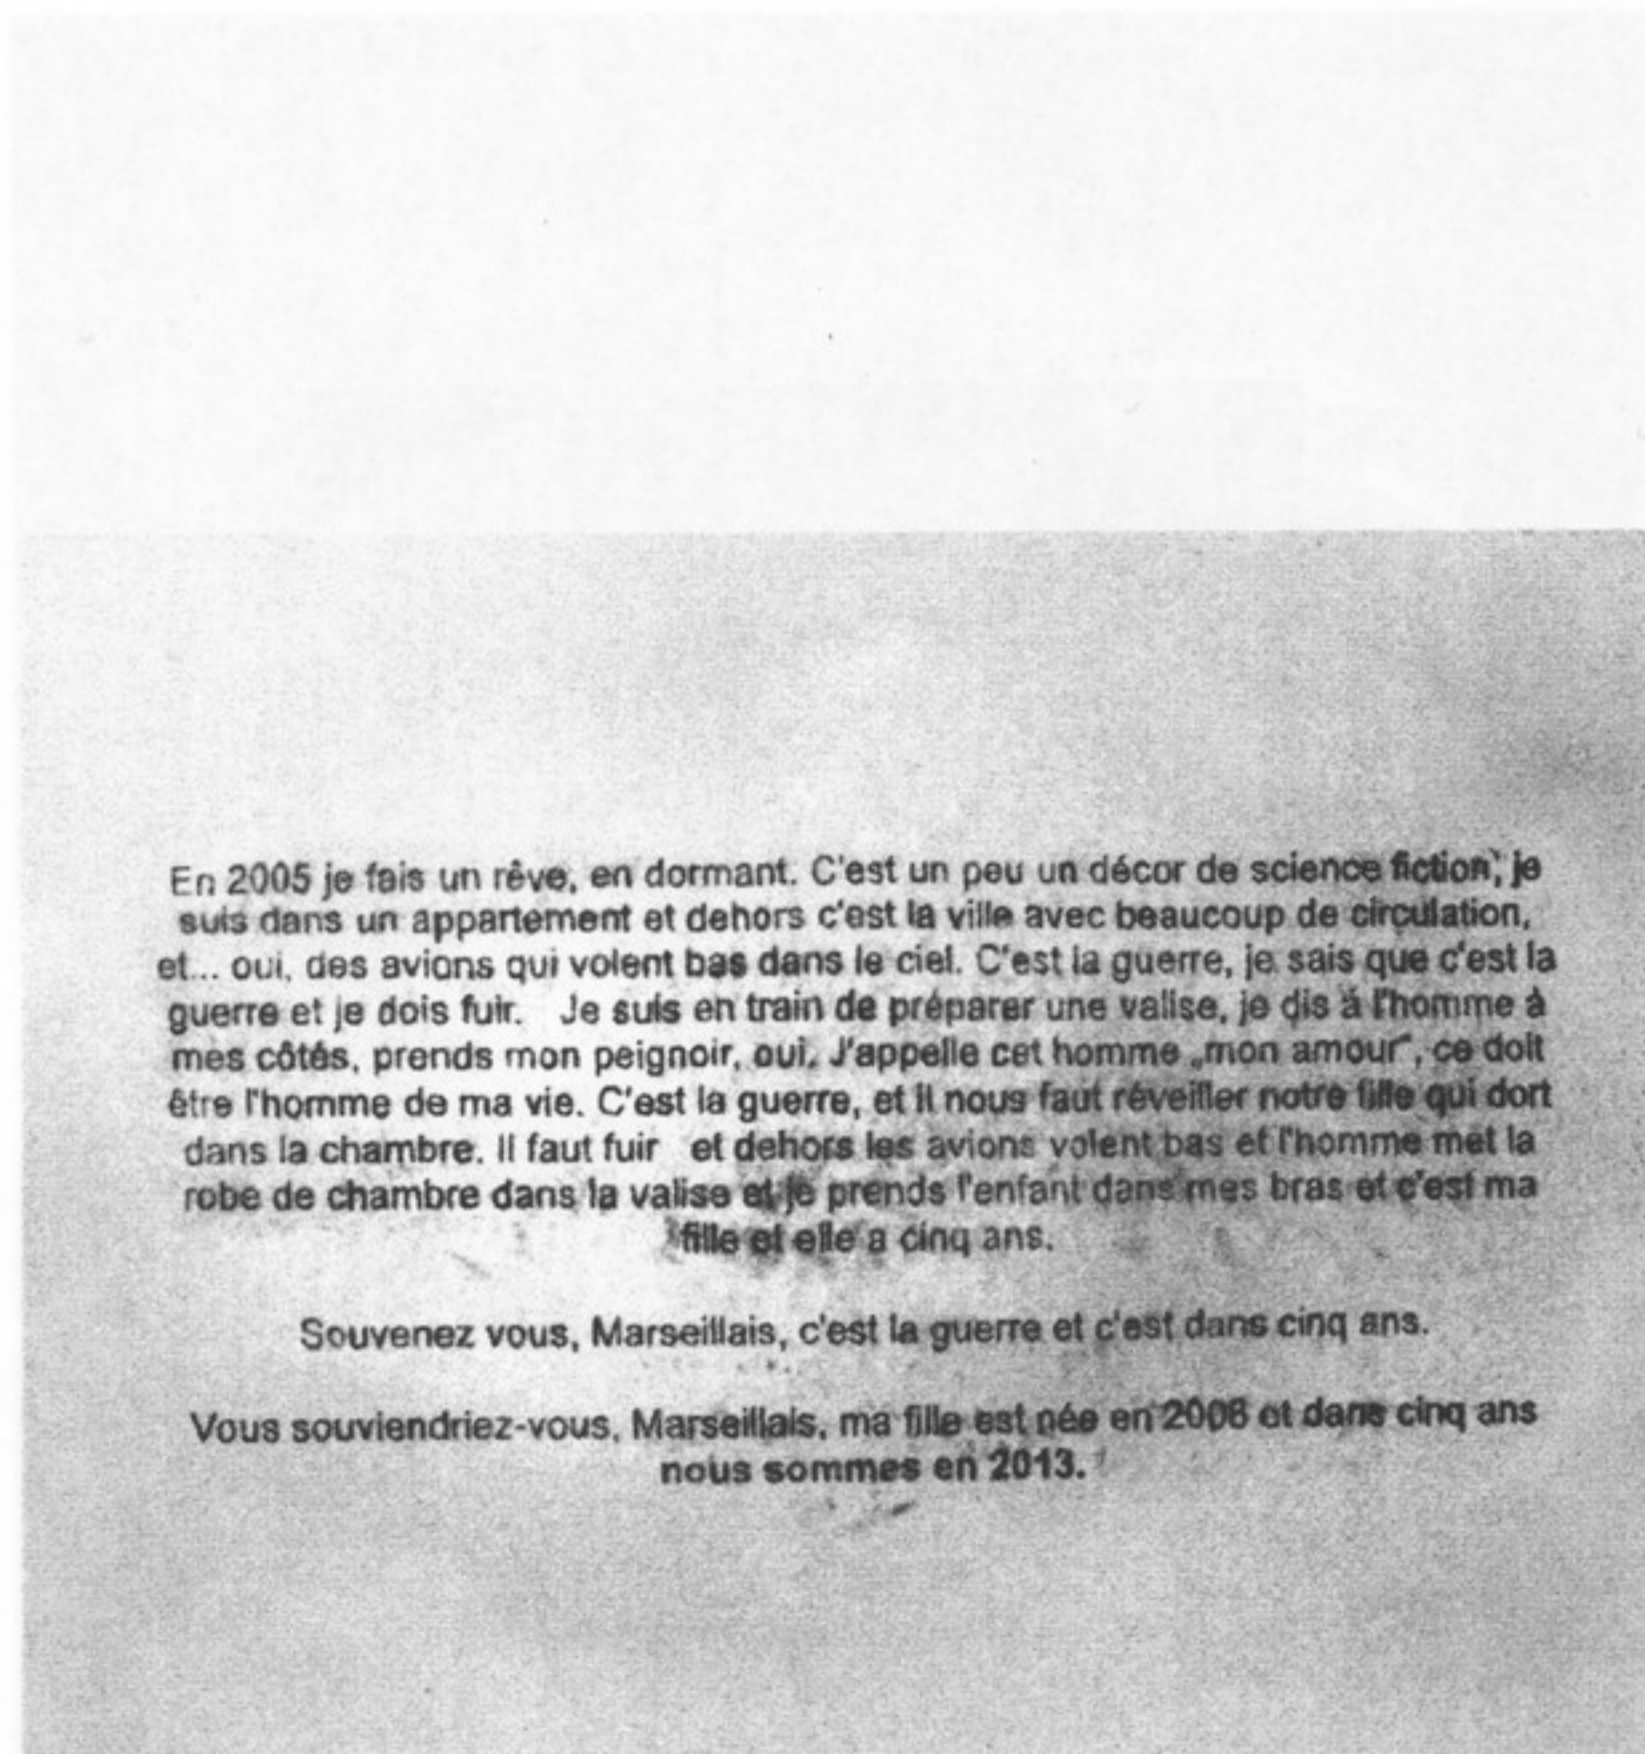 En 2005 je fais un rêve, en dormant. C'est un peu un décor de science fiction, je
suis dans un appartement et dehors c'est la ville avec beaucoup de circulation,
et... oui, des avions qui volent bas dans le ciel. C'est la guerre, je sais que c'est la
guerre et je dois fuir. Je suis en train de préparer une valise, je dis à l'homme à
mes côtés, prends mon peignoir, oui. J'appelle cet homme „mon amour", ce doit
être l'homme de ma vie. C'est la guerre, et il nous faut réveiller notre fille qui dort
dans la chambre. Il faut fuir et dehors les avions volent bas et l'homme met la
robe de chambre dans la valise et je prends l'enfant dans mes bras et c'est ma
fille et elle a cinq ans.
Souvenez vous, Marseillais, c'est la guerre et c'est dans cinq ans.
Vous souviendriez-vous, Marseillais, ma fille est née en 2008 et dans cinq ans
nous sommes en 2013.